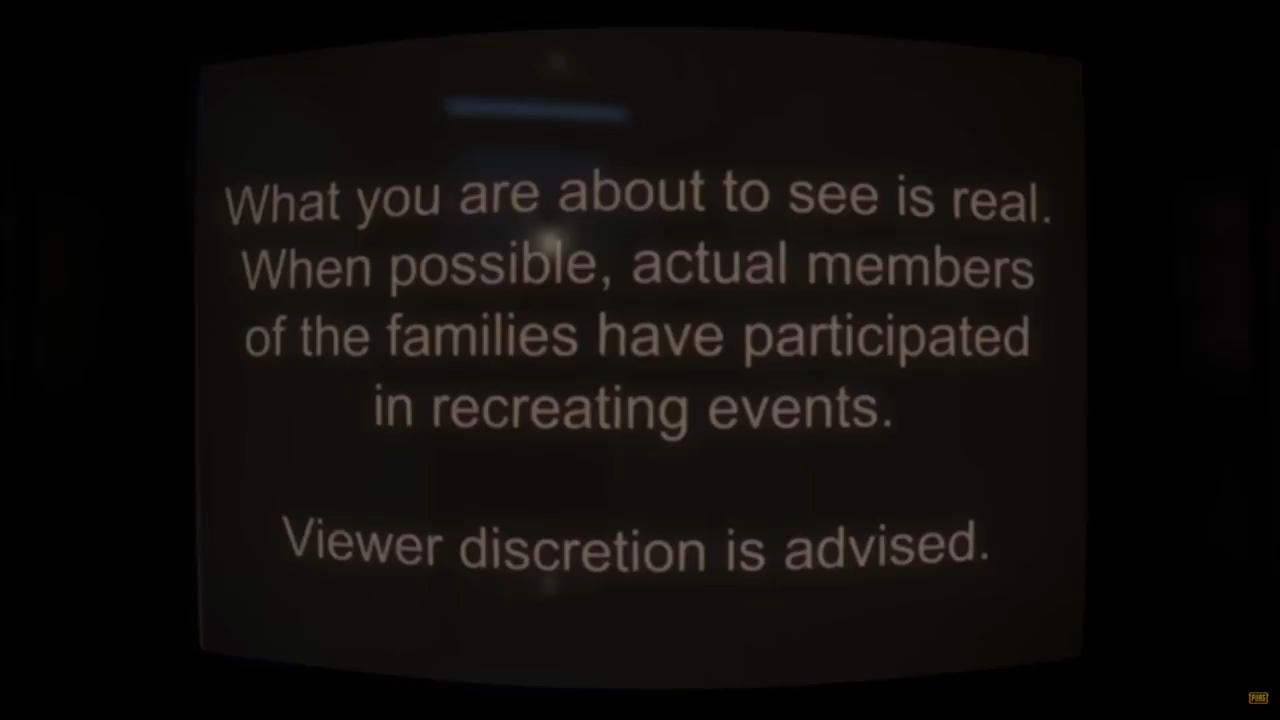 What you are about to see is real.
When possible, actual members
of the families have participated
in recreating events.
Viewer discretion is advised.
PUBG